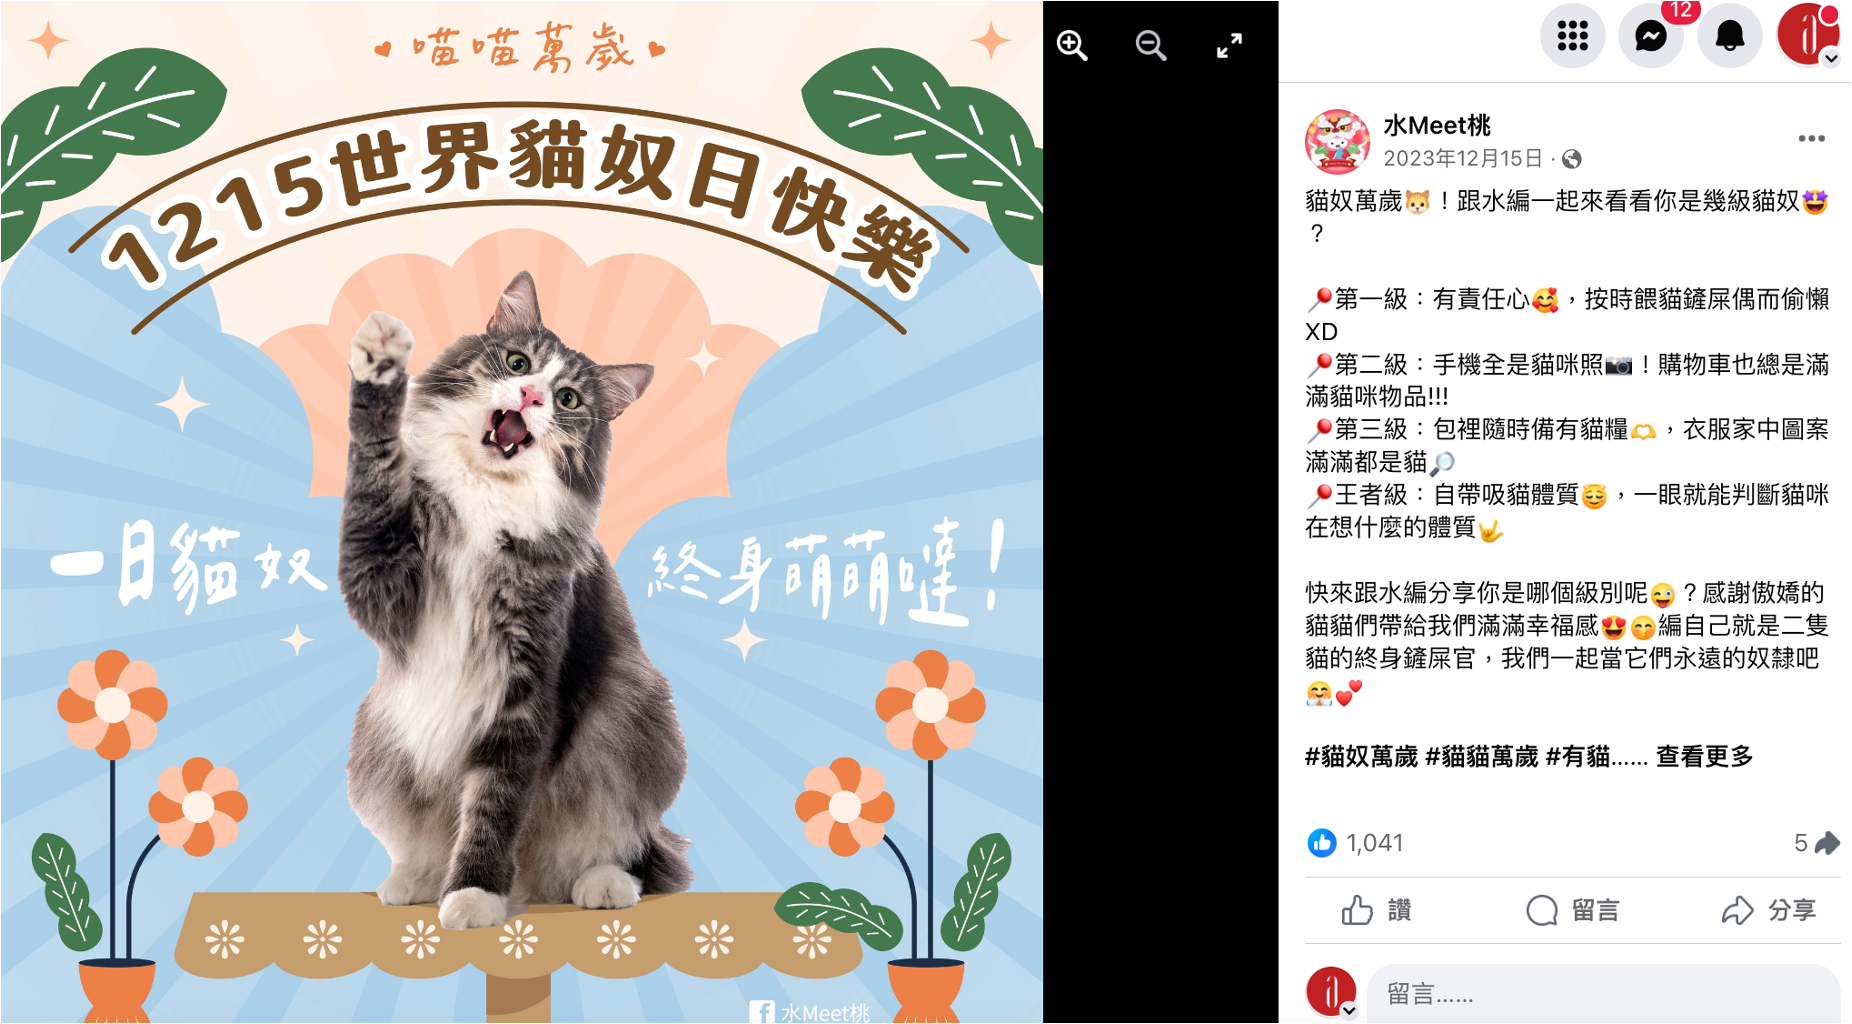 喵喵萬歲
1215世界貓奴日快樂
一日貓奴
終身萌萌噠！
水Meet桃
12
水Meet桃
2023年12月15日
貓奴萬歲🐱！跟水編一起來看看你是幾級貓奴🤩
？
📍第一級：有責任心🥰，按時餵貓鏟屎偶而偷懶
XD
📍第二級：手機全是貓咪照📷！購物車也總是滿
滿貓咪物品!!!
📍第三級：包裡隨時備有貓糧🫶，衣服家中圖案
滿滿都是貓🔎
📍王者級：自帶吸貓體質😇，一眼就能判斷貓咪
在想什麼的體質🤟
快來跟水編分享你是哪個級別呢😜？感謝傲嬌的
貓貓們帶給我們滿滿幸福感😍😙編自己就是二隻
貓的終身鏟屎官，我們一起當它們永遠的奴隸吧
🤗💕
#貓奴萬歲 #貓貓萬歲 #有貓…… 查看更多
1,041
5
讚
留言
分享
留言……